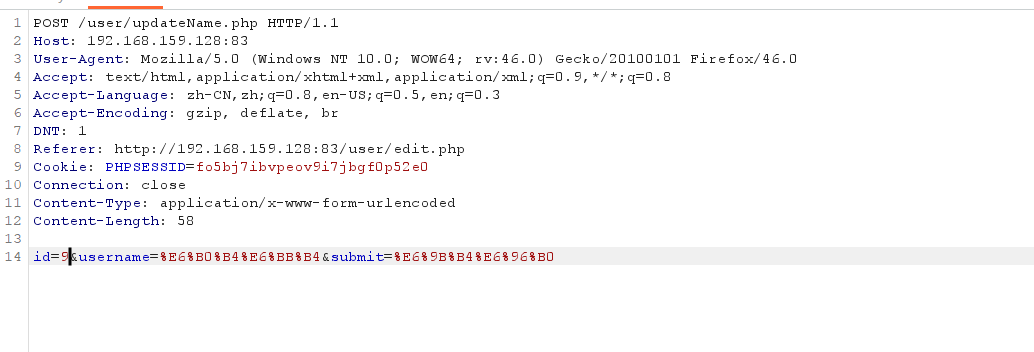 1 POST /user/updateName.php HTTP/1.1
2 Host: 192.168.159.128:83
3 User-Agent: Mozilla/5.0 (Windows NT 10.0; WOW64; rv:46.0) Gecko/20100101 Firefox/46.0
4 Accept: text/html,application/xhtml+xml,application/xml;q=0.9,*/*;q=0.8
5 Accept-Language: zh-CN,zh;q=0.8,en-US;q=0.5,en;q=0.3
6 Accept-Encoding: gzip, deflate, br
7 DNT: 1
8 Referer: http://192.168.159.128:83/user/edit.php
9 Cookie: PHPSESSID=fo5bj7ibvpeov9i7jbgf0p52e0
10 Connection: close
11 Content-Type: application/x-www-form-urlencoded
12 Content-Length: 58
13
14 id=9&username=%E6%B0%B4%E6%BB%B4&submit=%E6%9B%B4%E6%96%B0